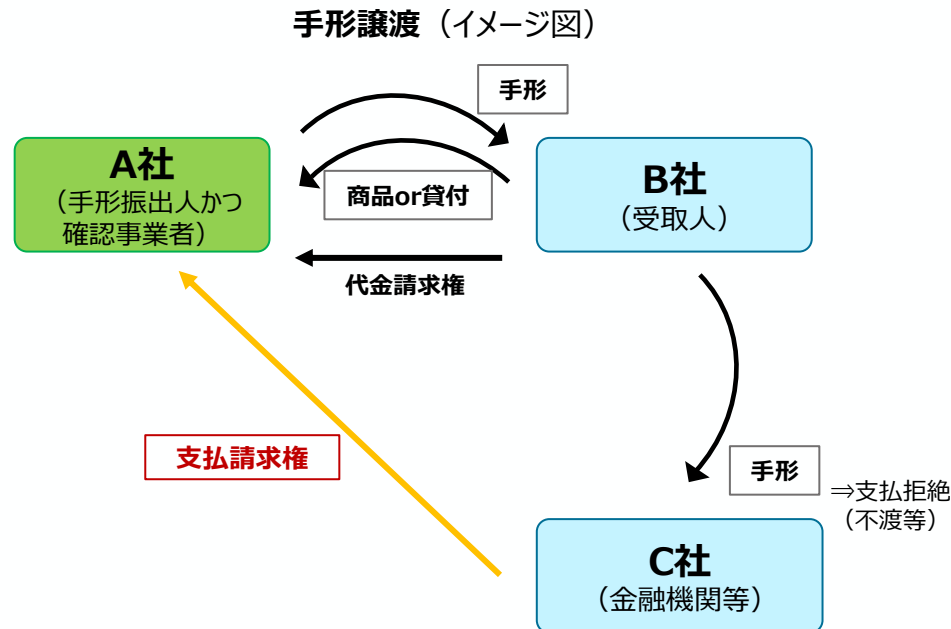 手形譲渡（イメージ図）
手形
A社
（手形振出人かつ
確認事業者）
商品or貸付
B社
（受取人）
代金請求権
支払請求権
手形
⇒支払拒絶
（不渡等）
C社
（金融機関等）